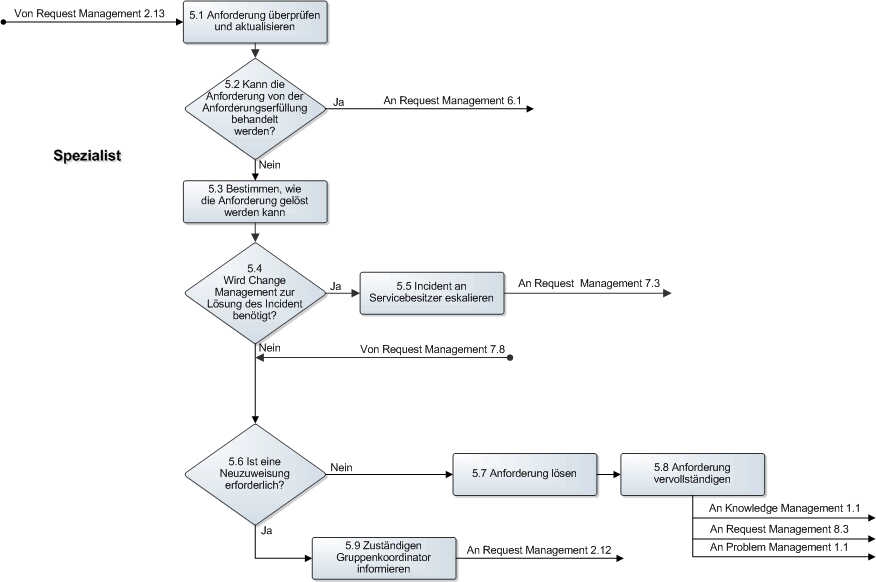 Von Request Management 2.13
5.1 Anforderung überprüfen
und aktualisieren
5.2 Kann die
Anforderung von der
Anforderungserfüllung
behandelt
werden?
Ja
An Request Management 6.1
Spezialist
Nein
5.3 Bestimmen, wie
die Anforderung gelöst
werden kann
5.4
Wird Change
Management zur
Lösung des Incident
benötigt?
Ja
5.5 Incident an
Servicebesitzer eskalieren
An Request Management 7.3
Nein
Von Request Management 7.8
5.6 Ist eine
Neuzuweisung
erforderlich?
Nein
5.7 Anforderung lösen
5.8 Anforderung
vervollständigen
An Knowledge Management 1.1
An Request Management 8.3
An Problem Management 1.1
Ja
5.9 Zuständigen
Gruppenkoordinator
informieren
An Request Management 2.12